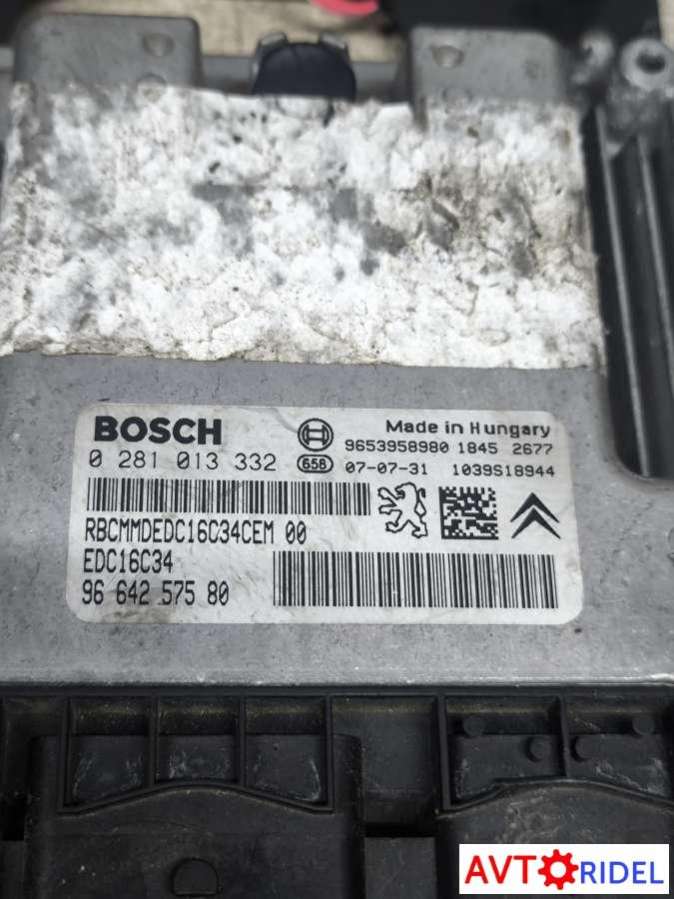 BOSCH
Made in Hungary
9653958980 1845 2677
0 281 013 332
658 07-07-31 1039S18944
RBCMMDEDC16C34CEM 00
EDC16C34
96 642 575 80
AVTORIDEL